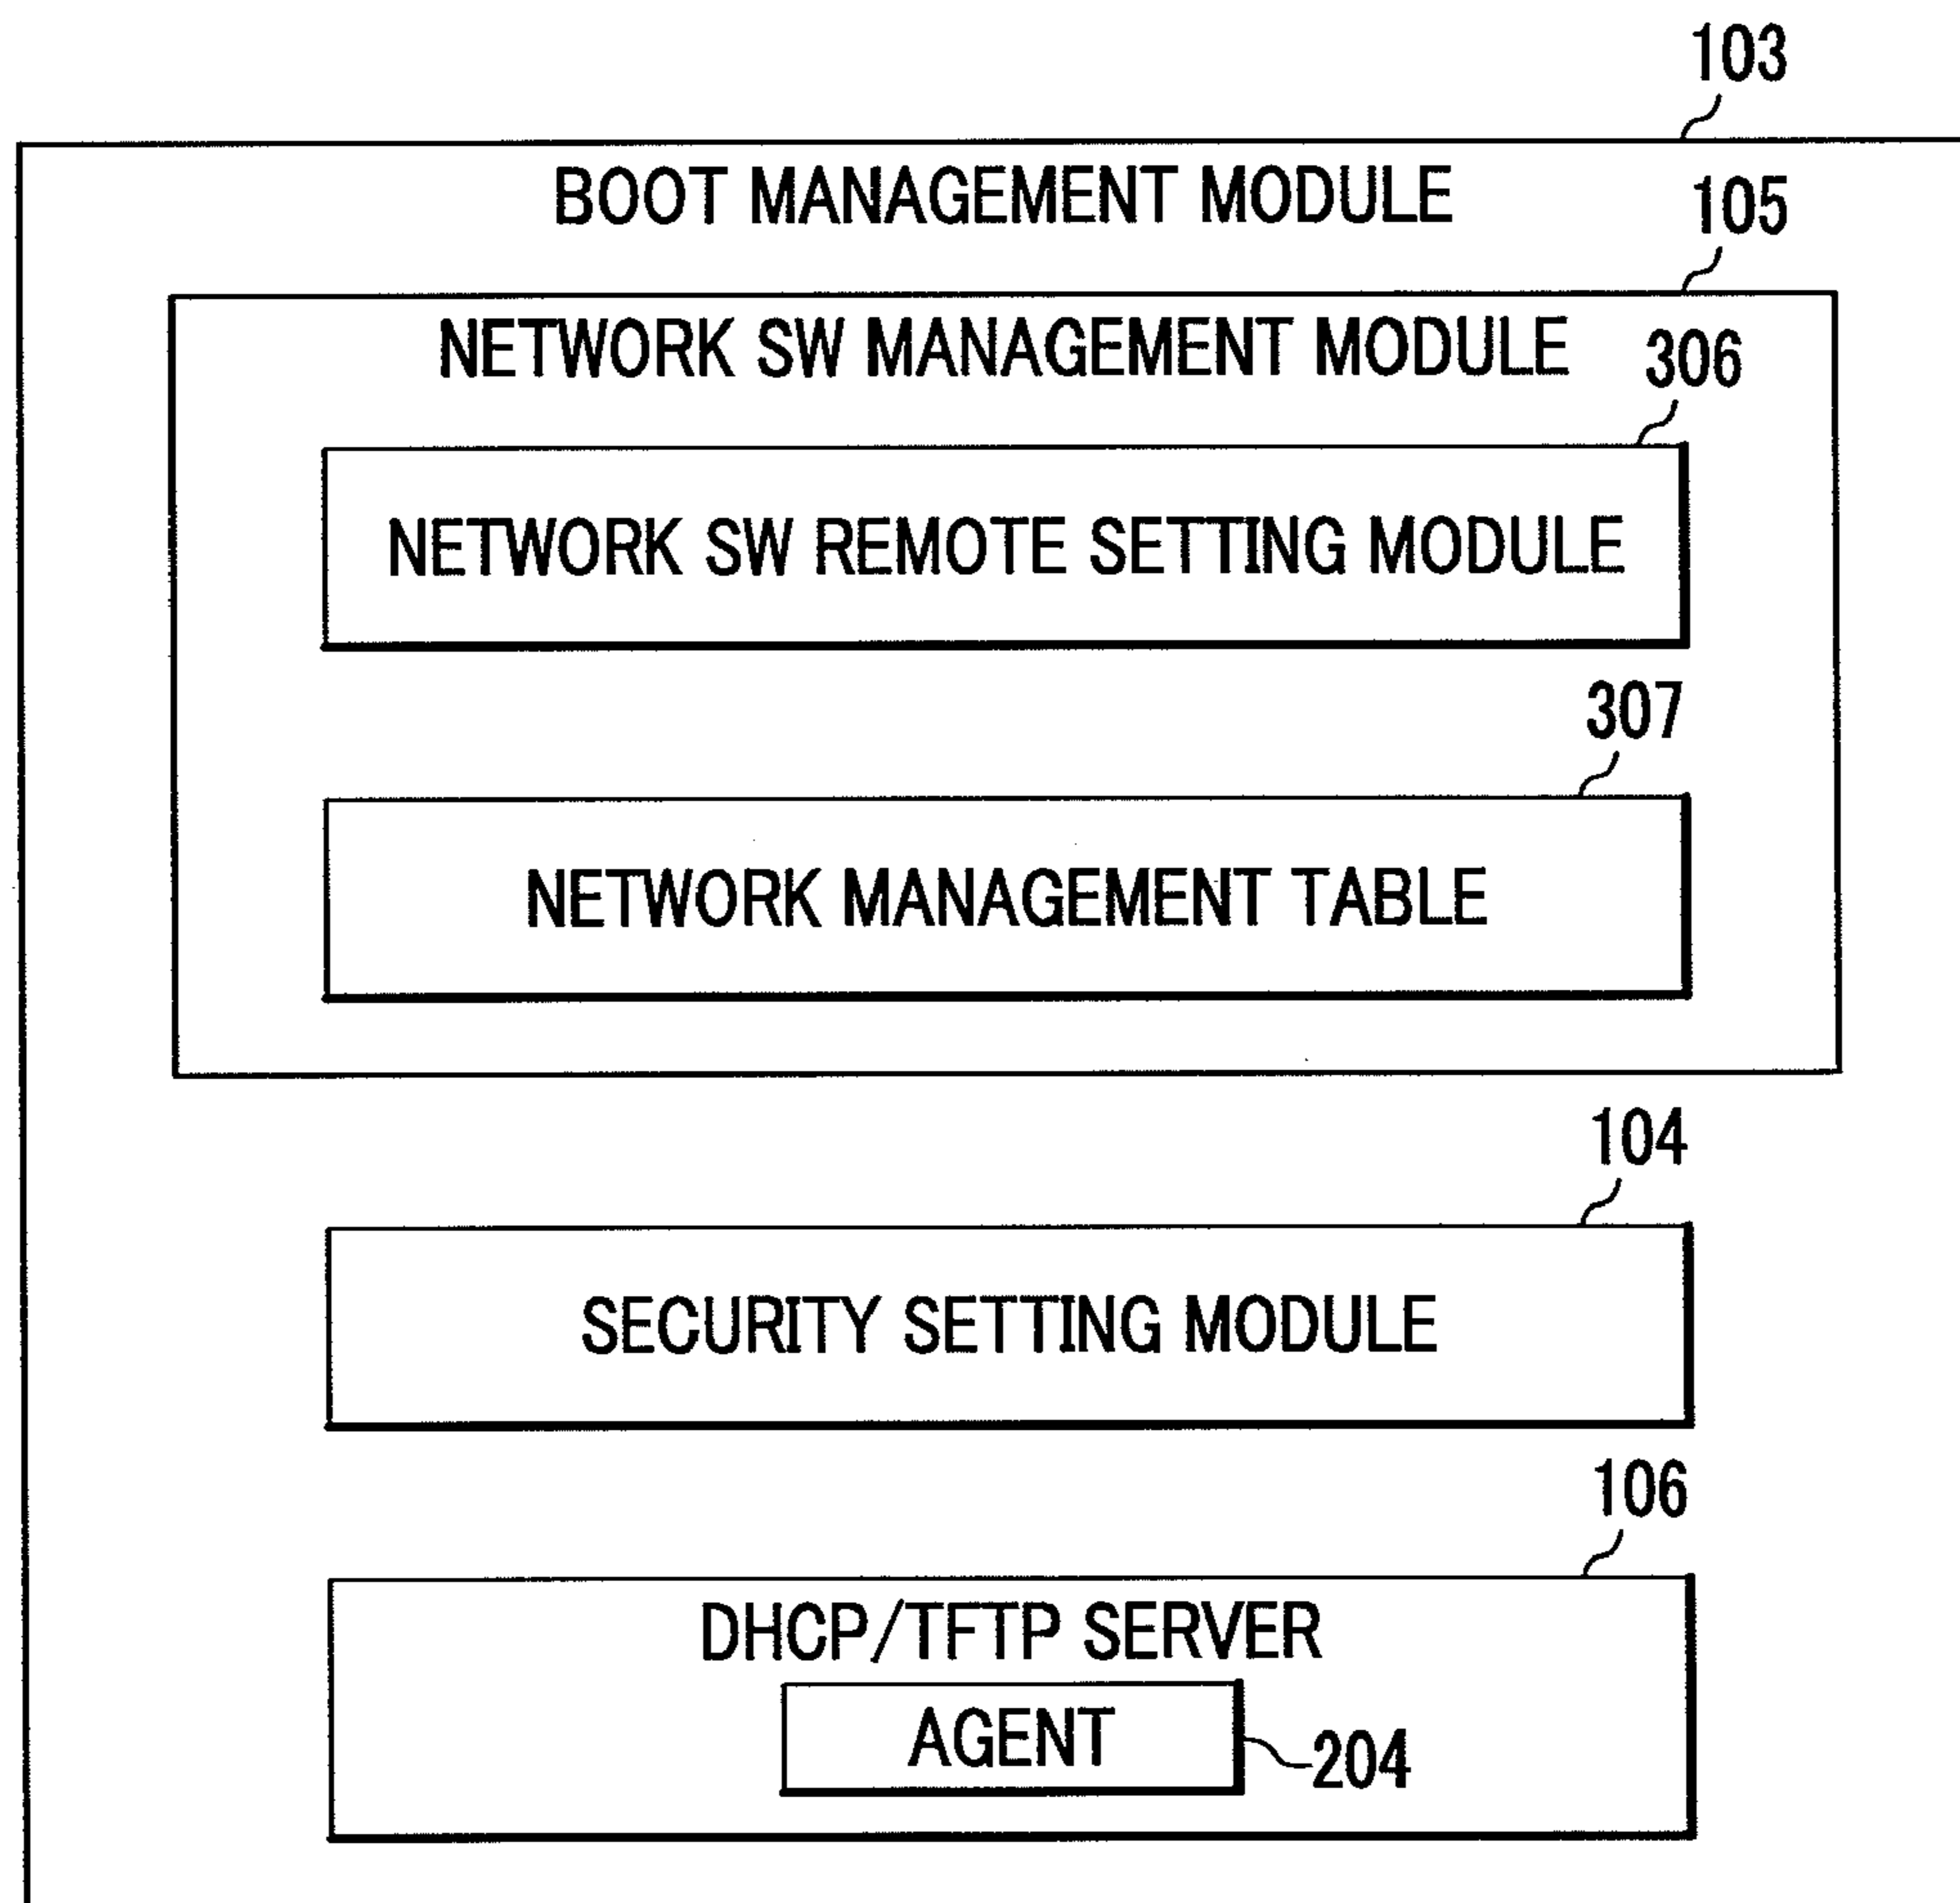 103
BOOT MANAGEMENT MODULE
105
NETWORK SW MANAGEMENT MODULE
306
NETWORK SW REMOTE SETTING MODULE
307
NETWORK MANAGEMENT TABLE
104
SECURITY SETTING MODULE
106
DHCP/TFTP SERVER
AGENT
204